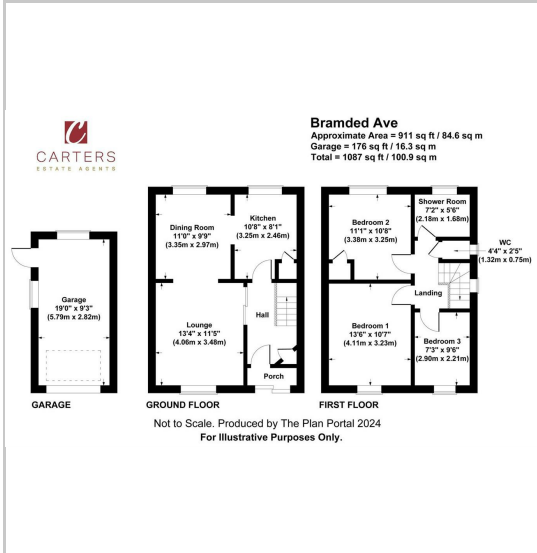 CARTERS
ESTATE AGENTS
Bramded Ave
Approximate Area = 911 sq ft / 84.6 sq m
Garage = 176 sq ft / 16.3 sq m
Total = 1087 sq ft / 100.9 sq m
Garage
19'0" x 9'3"
(5.79m x 2.82m)
GARAGE
Dining Room
11'0" x 9'9"
(3.35m x 2.97m)
Kitchen
10'8" x 8'1"
(3.25m x 2.46m)
Lounge
13'4" x 11'5"
(4.06m x 3.48m)
Hall
Porch
GROUND FLOOR
Bedroom 2
11'1" x 10'8"
(3.38m x 3.25m)
Shower Room
7'2" x 5'6"
(2.18m x 1.68m)
WC
4'4" x 2'5"
(1.32m x 0.75m)
Landing
Bedroom 1
13'6" x 10'7"
(4.11m x 3.23m)
Bedroom 3
7'3" x 9'6"
(2.90m x 2.21m)
FIRST FLOOR
Not to Scale. Produced by The Plan Portal 2024
For Illustrative Purposes Only.